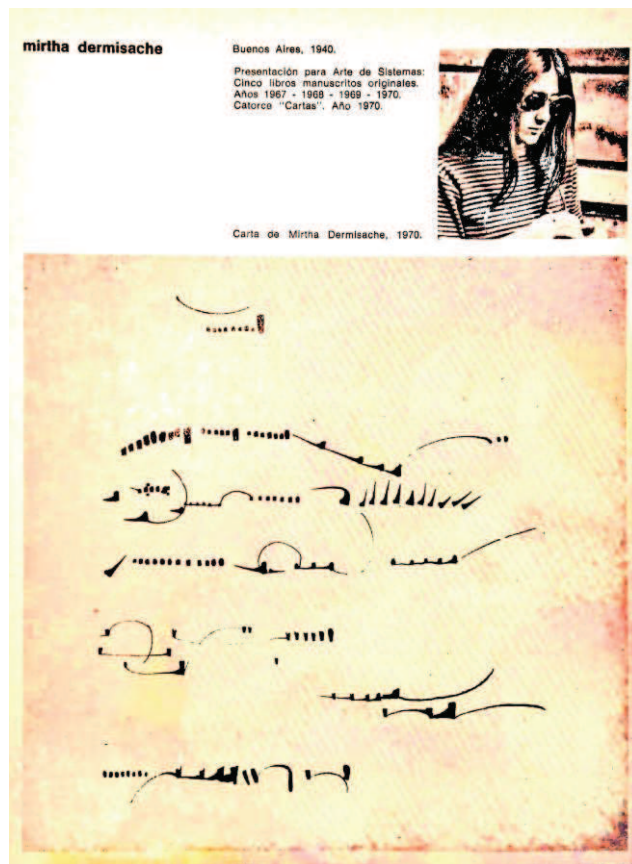 mirtha dermisache
Buenos Aires, 1940.
Presentación para Arte de Sistemas:
Cinco libros manuscritos originales.
Años 1967 - 1968 - 1969 - 1970.
Catorce "Cartas". Año 1970.
Carta de Mirtha Dermisache, 1970.